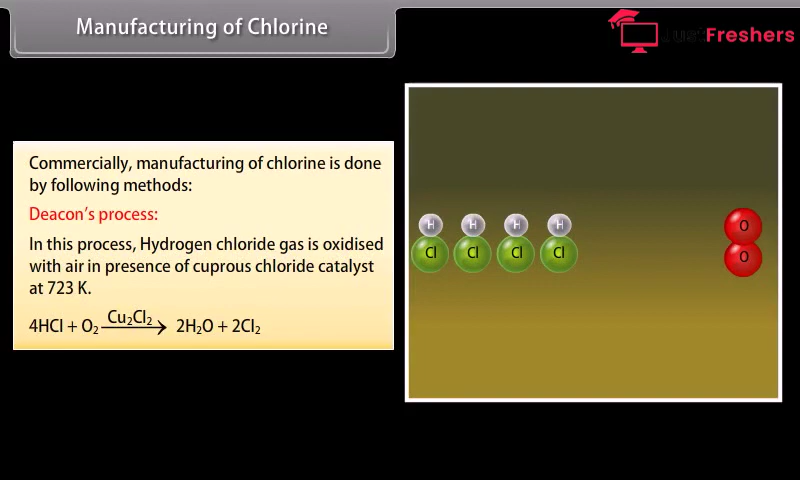 Manufacturing of Chlorine
Just Freshers
Commercially, manufacturing of chlorine is done
by following methods:
Deacon's process:
In this process, Hydrogen chloride gas is oxidised
with air in presence of cuprous chloride catalyst
at 723 K.
Cu₂Cl₂
4HCl + O₂ ⟶ 2H₂O + 2Cl₂
H H H H
Cl Cl Cl Cl
O
O